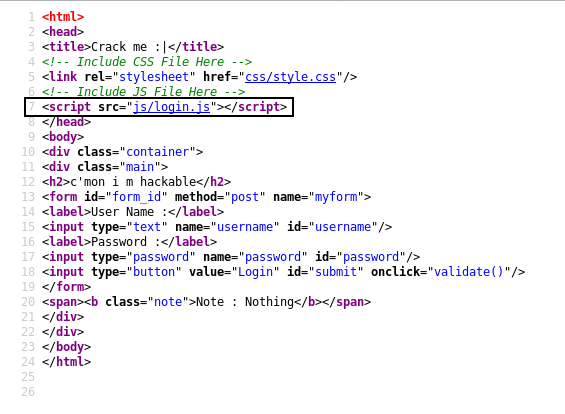 1 <html>
2 <head>
3 <title>Crack me :|</title>
4 <!-- Include CSS File Here -->
5 <link rel="stylesheet" href="css/style.css"/>
6 <!-- Include JS File Here -->
7 <script src="js/login.js"></script>
8 </head>
9 <body>
10 <div class="container">
11 <div class="main">
12 <h2>c'mon i m hackable</h2>
13 <form id="form_id" method="post" name="myform">
14 <label>User Name :</label>
15 <input type="text" name="username" id="username"/>
16 <label>Password :</label>
17 <input type="password" name="password" id="password"/>
18 <input type="button" value="Login" id="submit" onclick="validate()"/>
19 </form>
20 <span><b class="note">Note : Nothing</b></span>
21 </div>
22 </div>
23 </body>
24 </html>
25
26